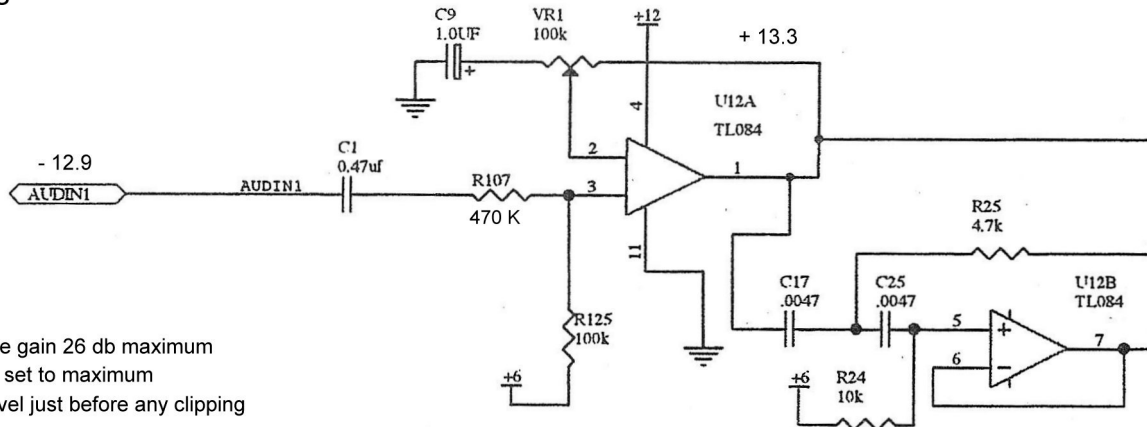 C9
1.0UF
+
VR1
100k
+12
+ 13.3
4
U12A
TL084
2
3
1
11
- 12.9
AUDIN1
AUDIN1
C1
0.47uf
R107
470 K
R125
100k
+6
R25
4.7k
C17
.0047
C25
.0047
U12B
TL084
5
6
7
+
-
+6
R24
10k
e gain 26 db maximum
set to maximum
vel just before any clipping